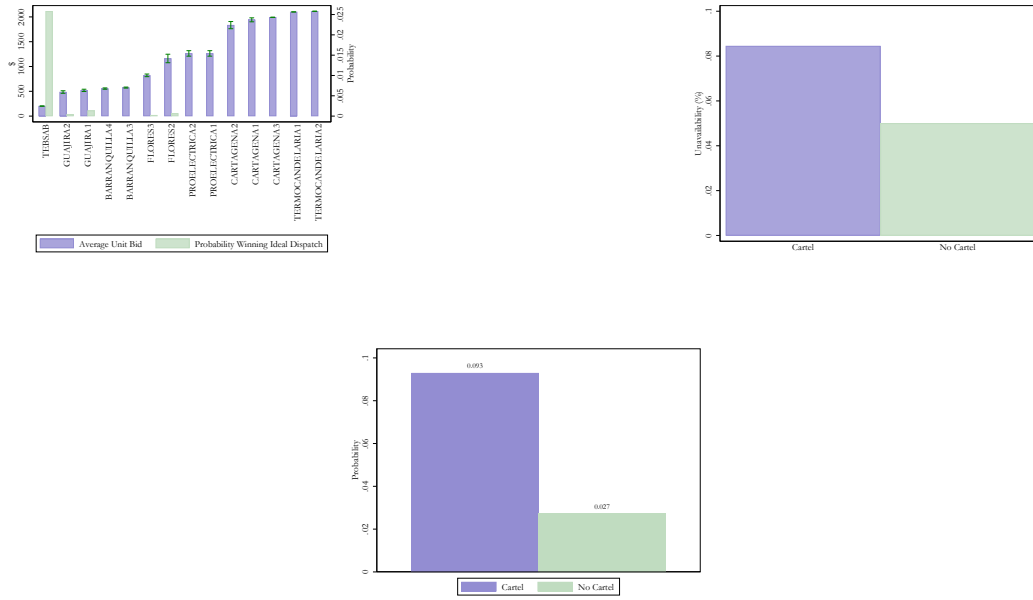 $
0 500 1000 1500 2000
Probability
0 .005 .01 .015 .02 .025
TEBSAB
GUAJIRA2
GUAJIRA1
BARRANQUILLA4
BARRANQUILLA3
FLORES3
FLORES2
PROELECTRICA2
PROELECTRICA1
CARTAGENA2
CARTAGENA1
CARTAGENA3
TERMOCANDELARIA1
TERMOCANDELARIA2
Average Unit Bid Probability Winning Ideal Dispatch
Unavailability (%)
0 .02 .04 .06 .08 .1
Cartel No Cartel
Probability
0 .02 .04 .06 .08 .1
0.093
0.027
Cartel No Cartel